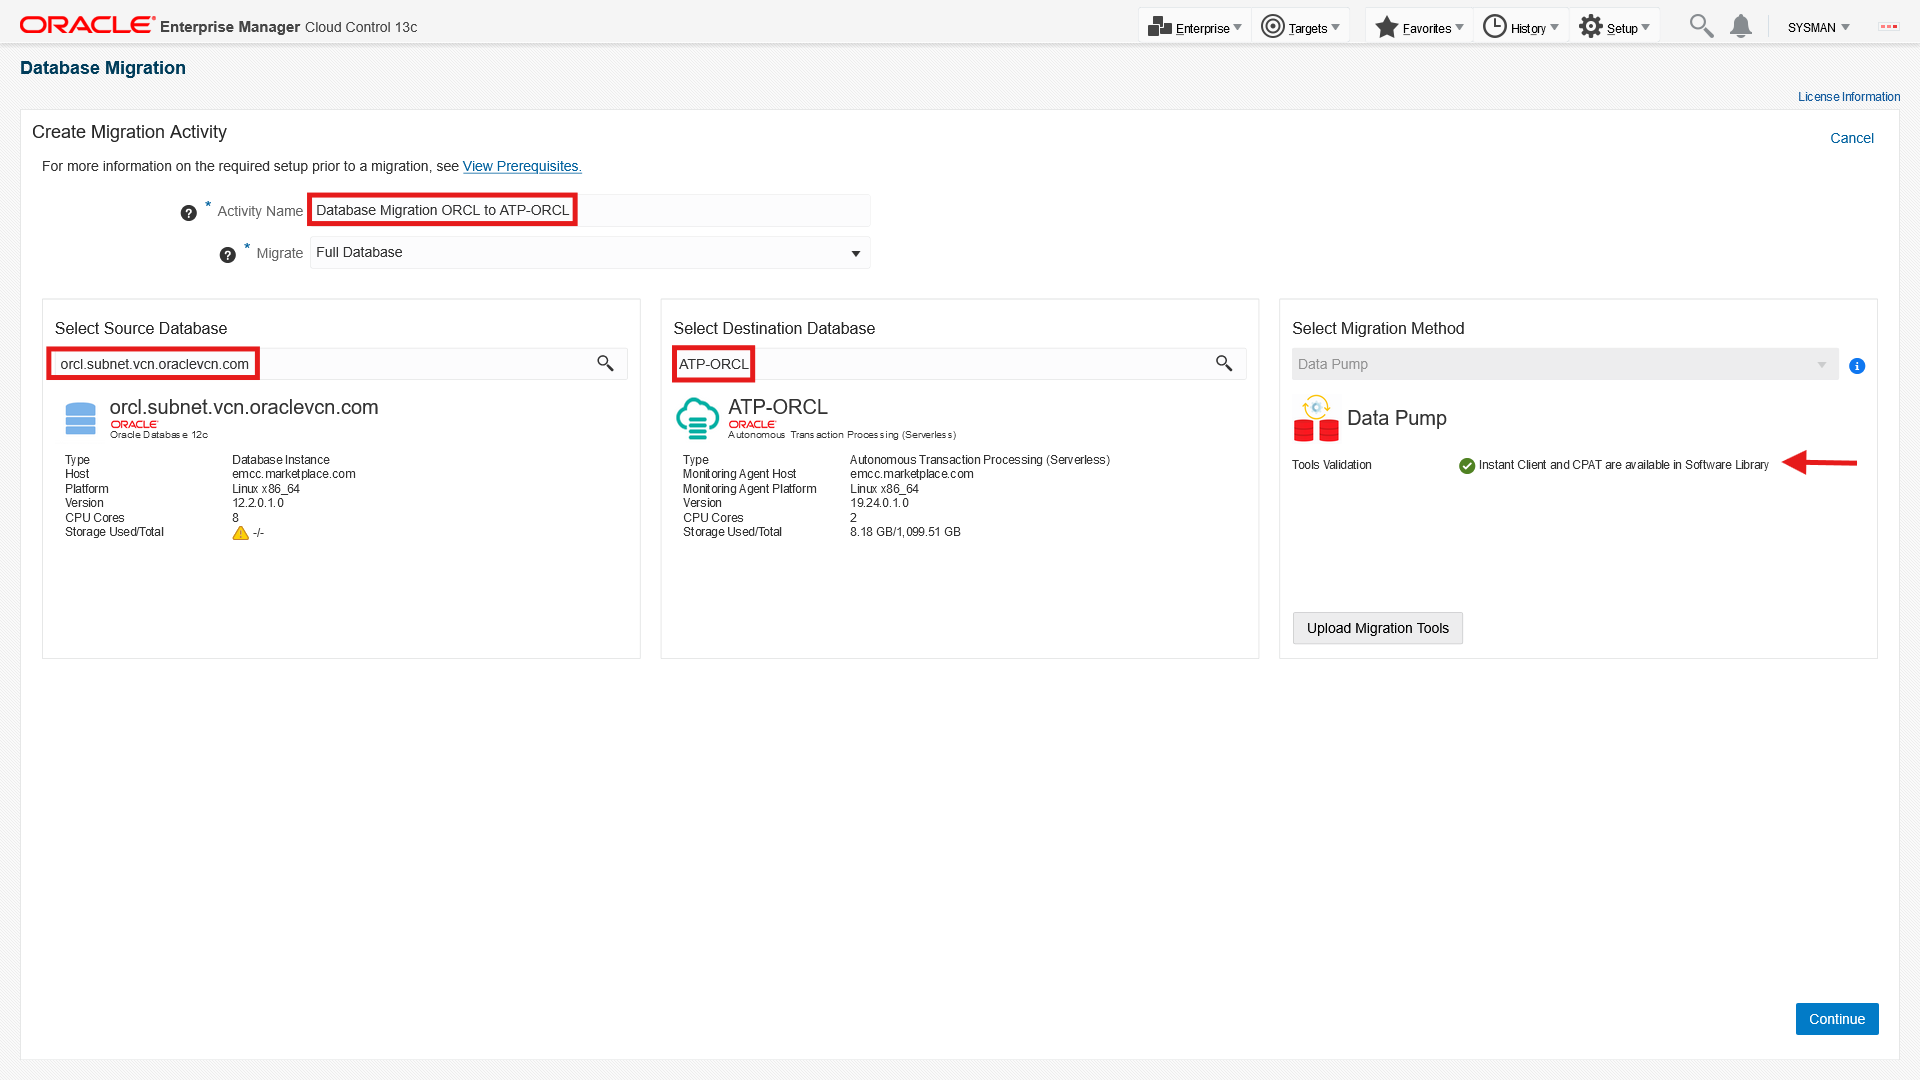 ORACLE Enterprise Manager Cloud Control 13c
Enterprise
Targets
Favorites
History
Setup
SYSMAN
Database Migration
License Information
Create Migration Activity
Cancel
For more information on the required setup prior to a migration, see View Prerequisites.
* Activity Name Database Migration ORCL to ATP-ORCL
* Migrate Full Database
Select Source Database
orcl.subnet.vcn.oraclevcn.com
orcl.subnet.vcn.oraclevcn.com
ORACLE
Oracle Database 12c
Type Database Instance
Host emcc.marketplace.com
Platform Linux x86_64
Version 12.2.0.1.0
CPU Cores 8
Storage Used/Total -/-
Select Destination Database
ATP-ORCL
ATP-ORCL
ORACLE
Autonomous Transaction Processing (Serverless)
Type Autonomous Transaction Processing (Serverless)
Monitoring Agent Host emcc.marketplace.com
Monitoring Agent Platform Linux x86_64
Version 19.24.0.1.0
CPU Cores 2
Storage Used/Total 8.18 GB/1,099.51 GB
Select Migration Method
Data Pump
Data Pump
Tools Validation Instant Client and CPAT are available in Software Library
Upload Migration Tools
Continue